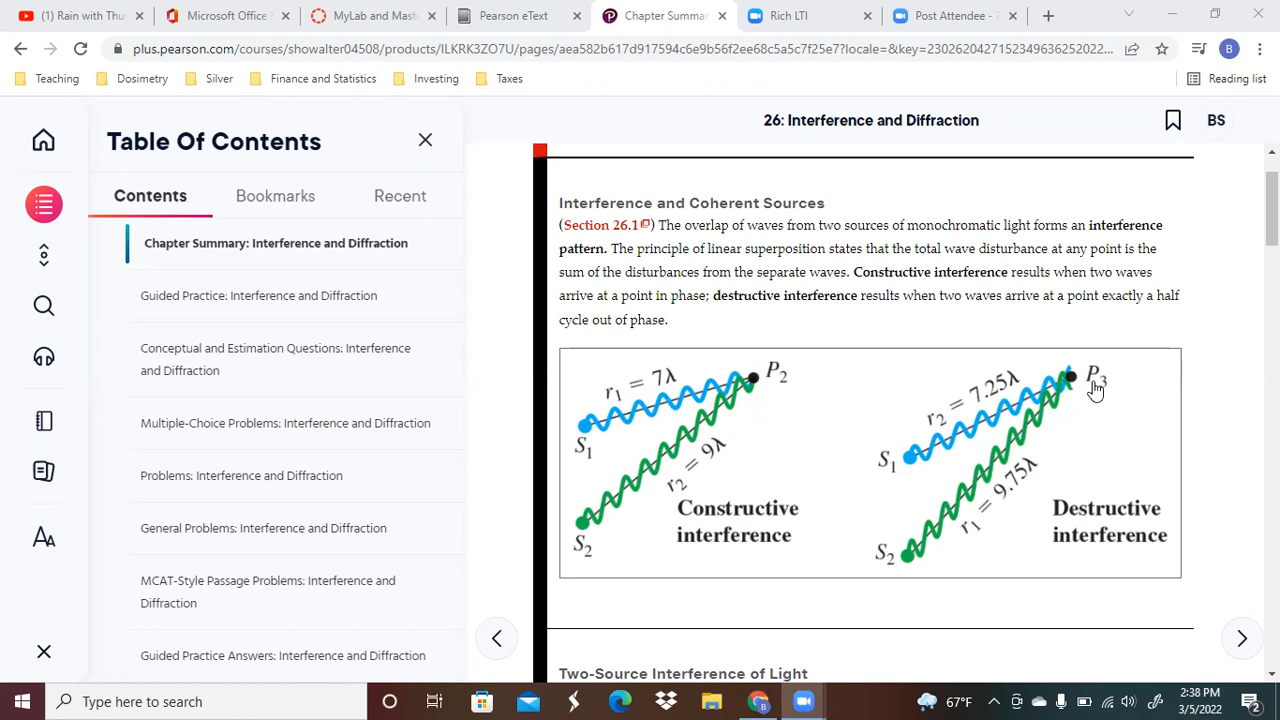 (1) Rain with Thu
Microsoft Office
MyLab and Mast
Pearson eText
Chapter Summar
Rich LTI
Post Attendee - Z
plus.pearson.com/courses/showalter04508/products/ILKRK3ZO7U/pages/aea582b617d917594c6e9b56f2ee68c5a5c7f25e7?locale=&key=23026204271523496363252022...
B
Teaching
Dosimetry
Silver
Finance and Statistics
Investing
Taxes
Reading list
26: Interference and Diffraction
BS
Table Of Contents
Contents
Bookmarks
Recent
Chapter Summary: Interference and Diffraction
Guided Practice: Interference and Diffraction
Conceptual and Estimation Questions: Interference
and Diffraction
Multiple-Choice Problems: Interference and Diffraction
Problems: Interference and Diffraction
General Problems: Interference and Diffraction
MCAT-Style Passage Problems: Interference and
Diffraction
Guided Practice Answers: Interference and Diffraction
Interference and Coherent Sources
(Section 26.1) The overlap of waves from two sources of monochromatic light forms an interference
pattern. The principle of linear superposition states that the total wave disturbance at any point is the
sum of the disturbances from the separate waves. Constructive interference results when two waves
arrive at a point in phase; destructive interference results when two waves arrive at a point exactly a half
cycle out of phase.
r₁ = 7λ
P₂
S₁
r₂ = 9λ
S₂
Constructive
interference
r₂ = 7.25λ
P₃
S₁
r₁ = 9.75λ
S₂
Destructive
interference
Two-Source Interference of Light
Type here to search
67°F
2:38 PM
3/5/2022
2